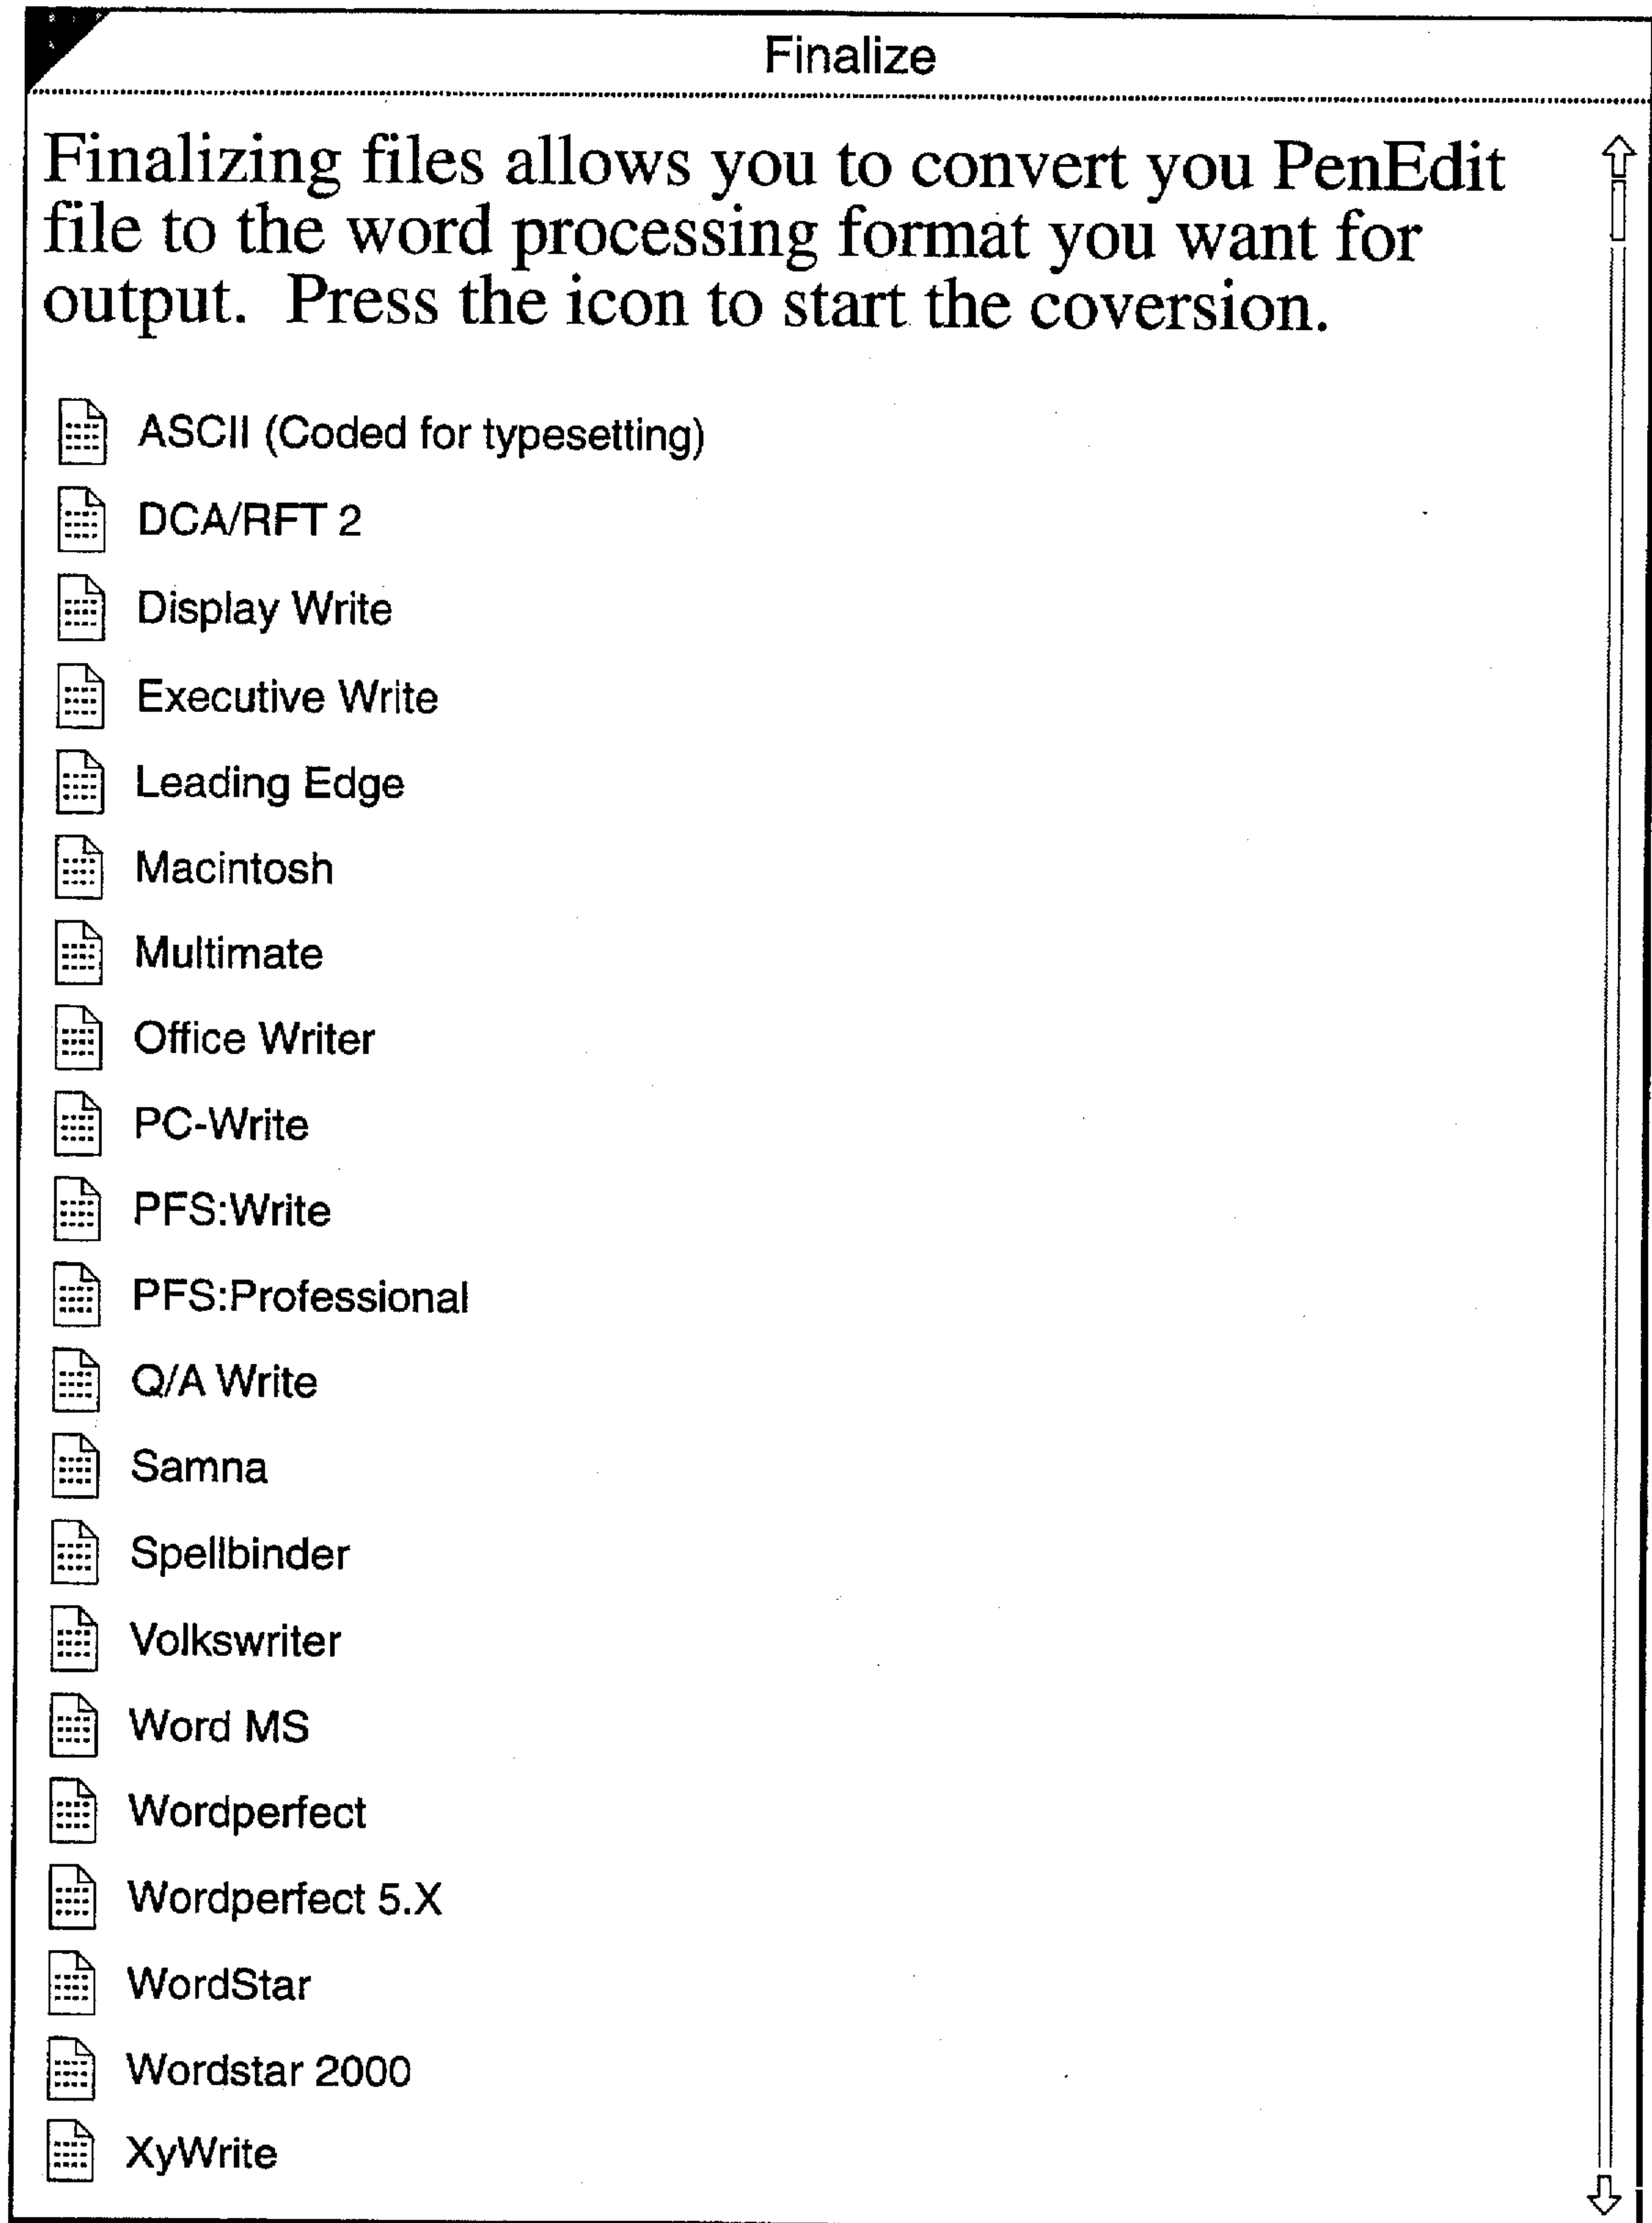 Finalize
Finalizing files allows you to convert you PenEdit
file to the word processing format you want for
output. Press the icon to start the coversion.
ASCII (Coded for typesetting)
DCA/RFT 2
Display Write
Executive Write
Leading Edge
Macintosh
Multimate
Office Writer
PC-Write
PFS:Write
PFS:Professional
Q/A Write
Samna
Spellbinder
Volkswriter
Word MS
Wordperfect
Wordperfect 5.X
WordStar
Wordstar 2000
XyWrite